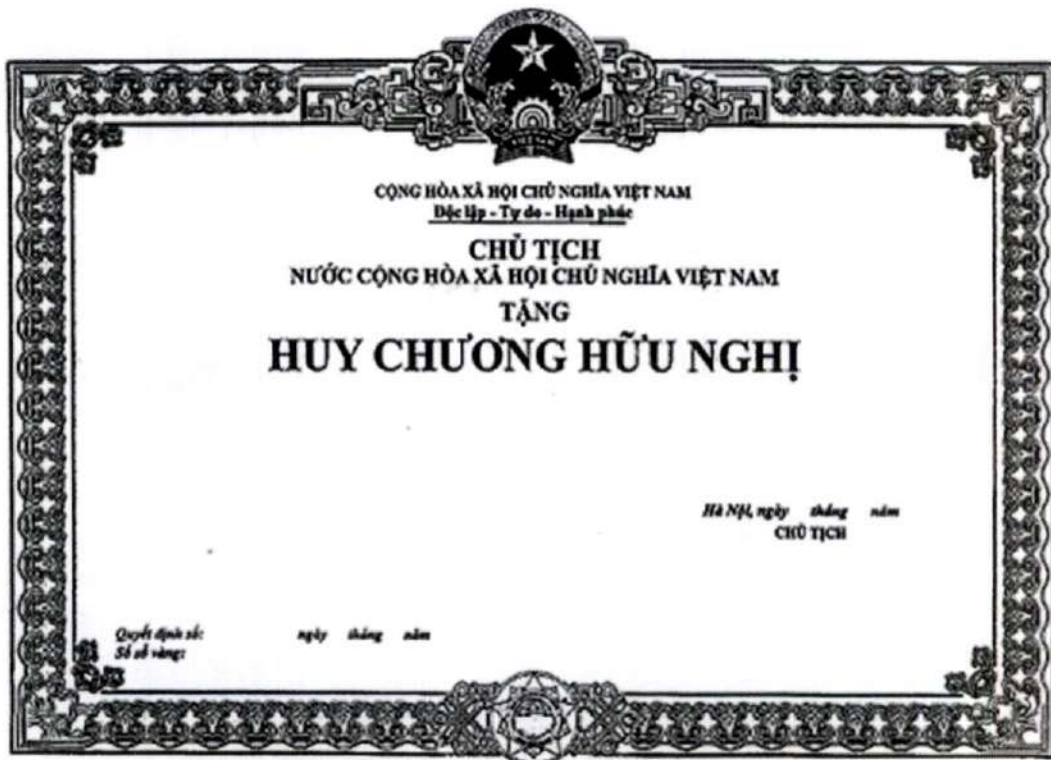 CỘNG HÒA XÃ HỘI CHỦ NGHĨA VIỆT NAM
Độc lập - Tự do - Hạnh phúc
CHỦ TỊCH
NƯỚC CỘNG HÒA XÃ HỘI CHỦ NGHĨA VIỆT NAM
TẶNG
HUY CHƯƠNG HỮU NGHỊ
Hà Nội, ngày tháng năm
CHỦ TỊCH
Quyết định số: ngày tháng năm
Số sổ vàng: